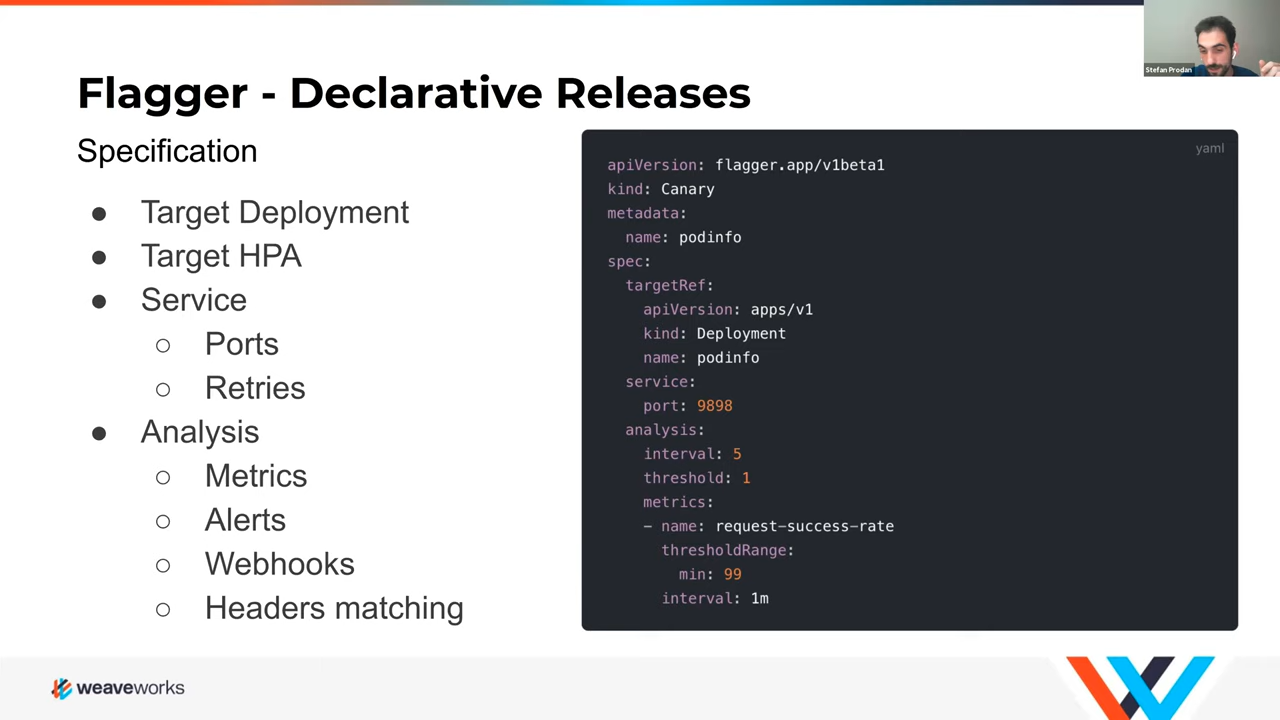 Stefan Prodan
Flagger - Declarative Releases
Specification
● Target Deployment
● Target HPA
● Service
○ Ports
○ Retries
● Analysis
○ Metrics
○ Alerts
○ Webhooks
○ Headers matching
yaml
apiVersion: flagger.app/v1beta1
kind: Canary
metadata:
  name: podinfo
spec:
  targetRef:
    apiVersion: apps/v1
    kind: Deployment
    name: podinfo
  service:
    port: 9898
  analysis:
    interval: 5
    threshold: 1
    metrics:
    - name: request-success-rate
      thresholdRange:
        min: 99
      interval: 1m
weaveworks